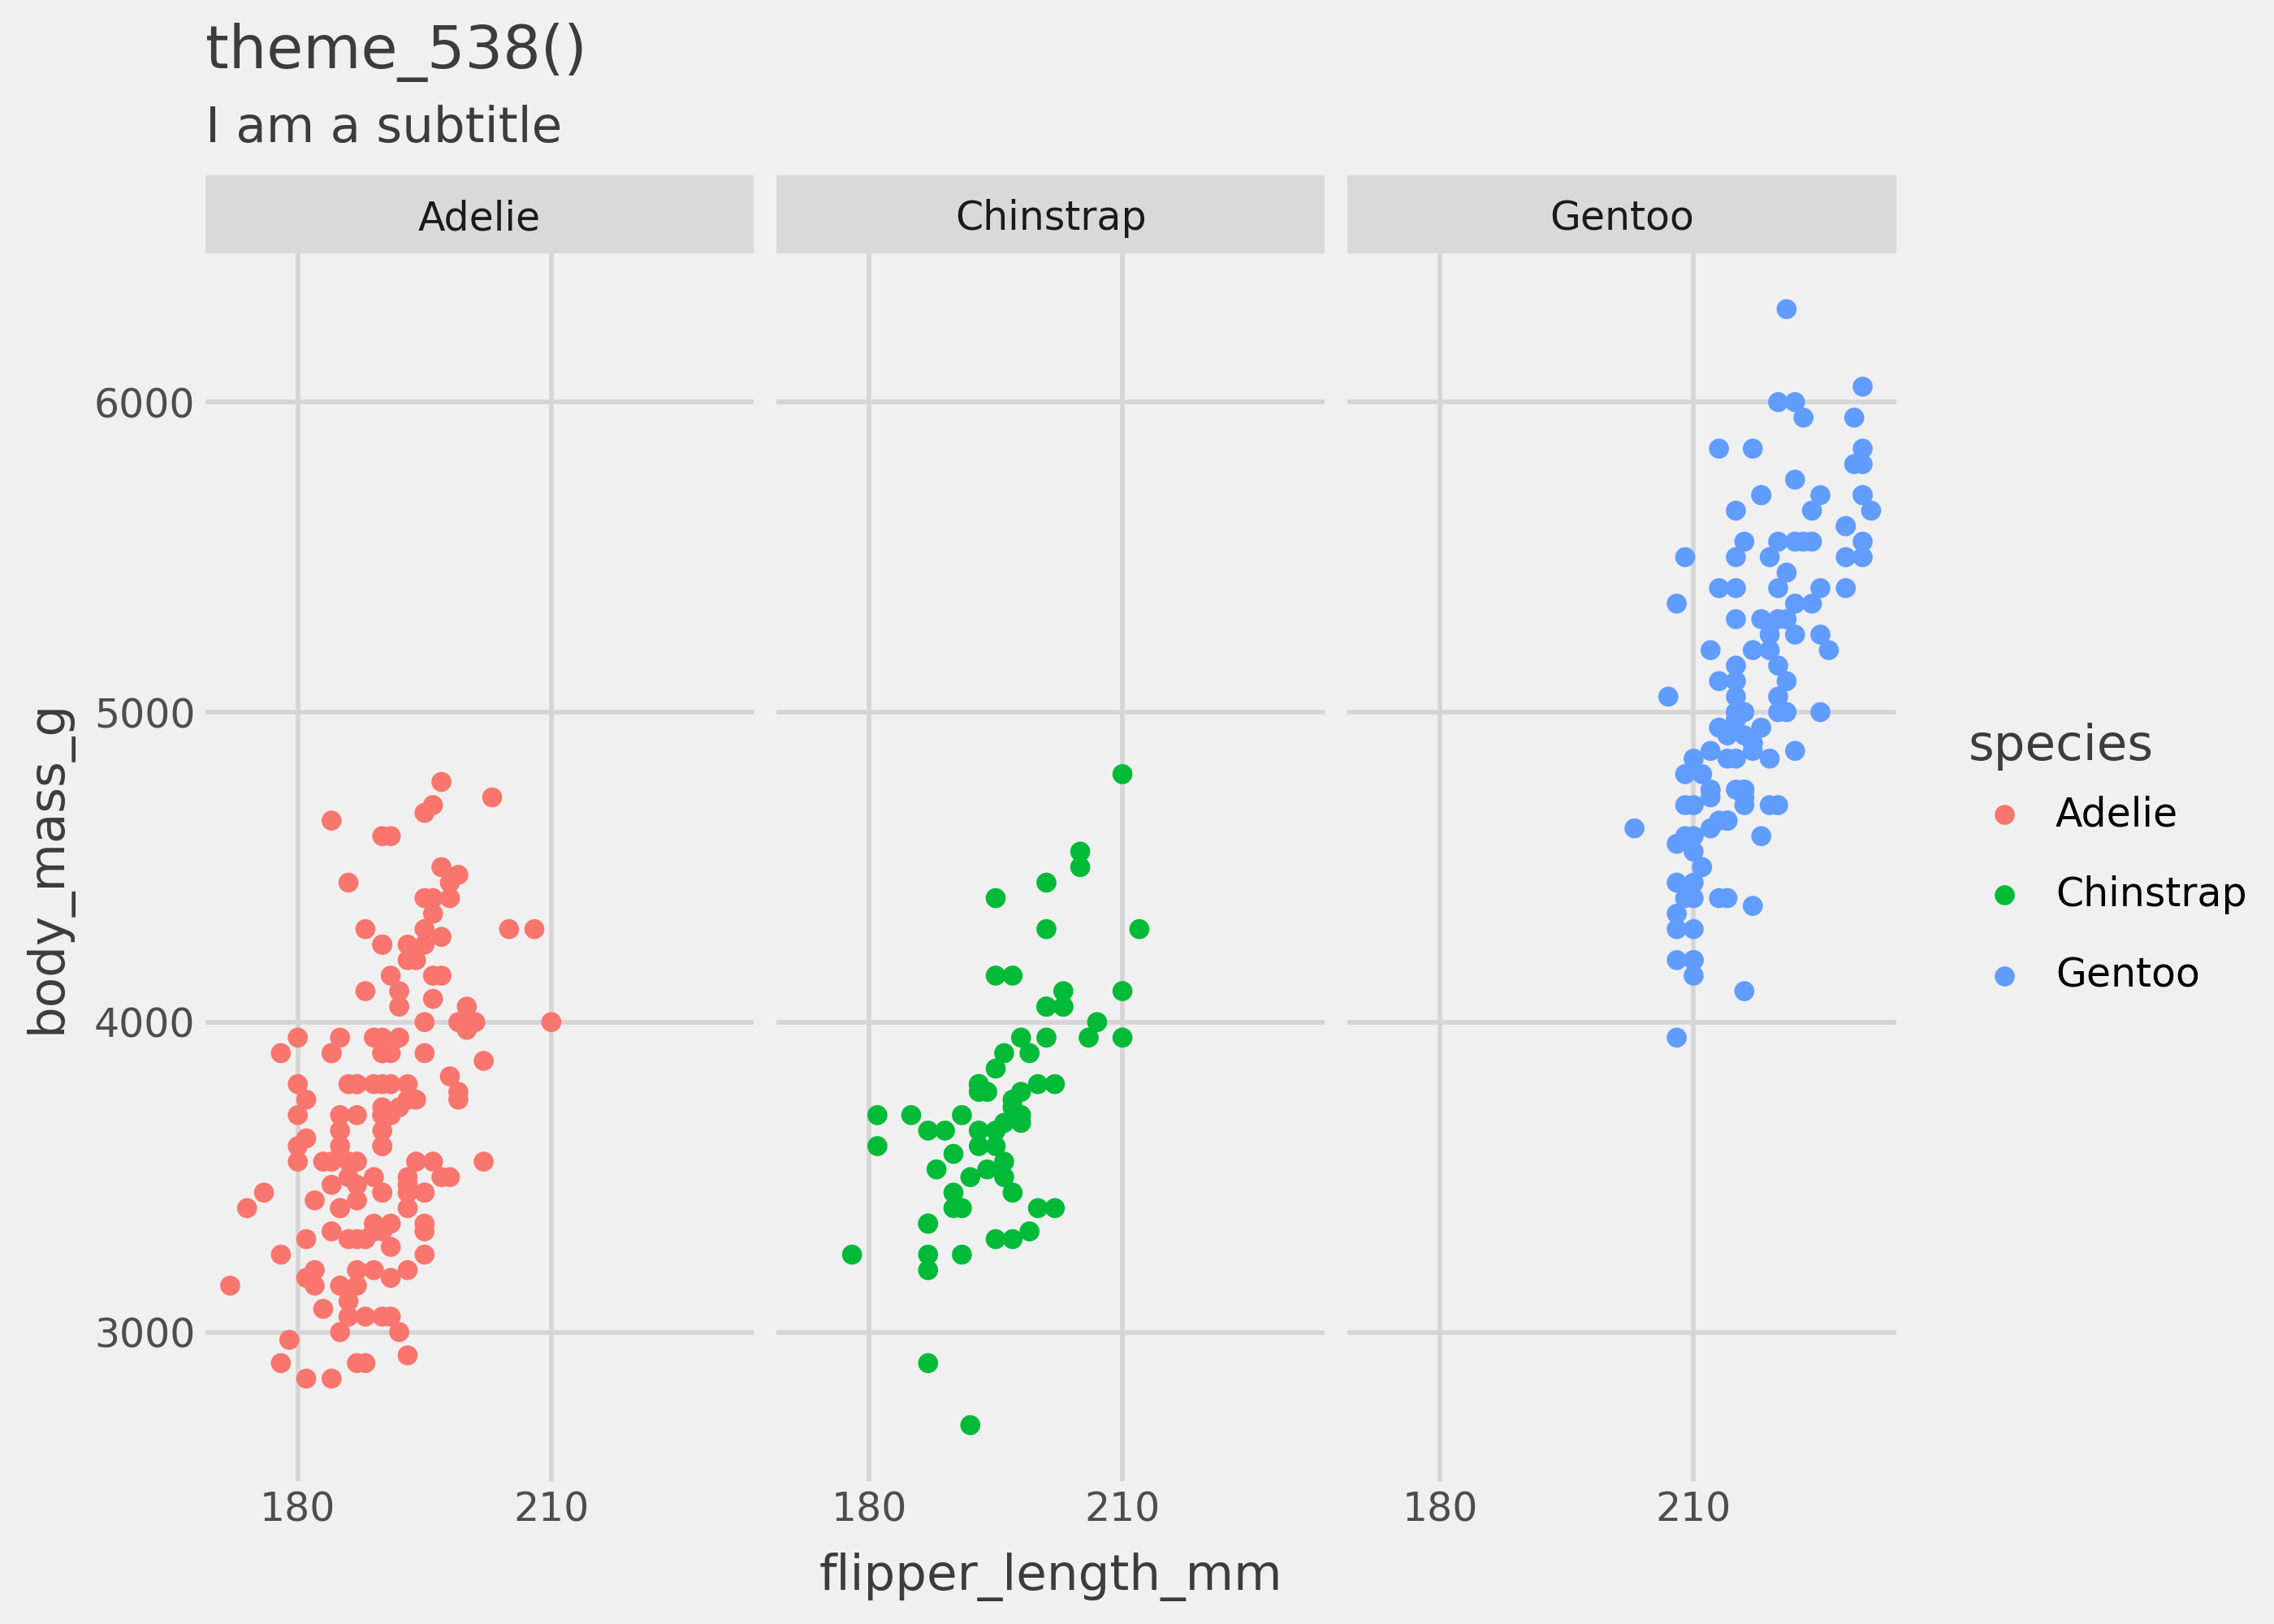 theme_538()
I am a subtitle
Adelie
Chinstrap
Gentoo
6000
5000
4000
3000
body_mass_g
180
210
180
210
180
210
flipper_length_mm
species
Adelie
Chinstrap
Gentoo